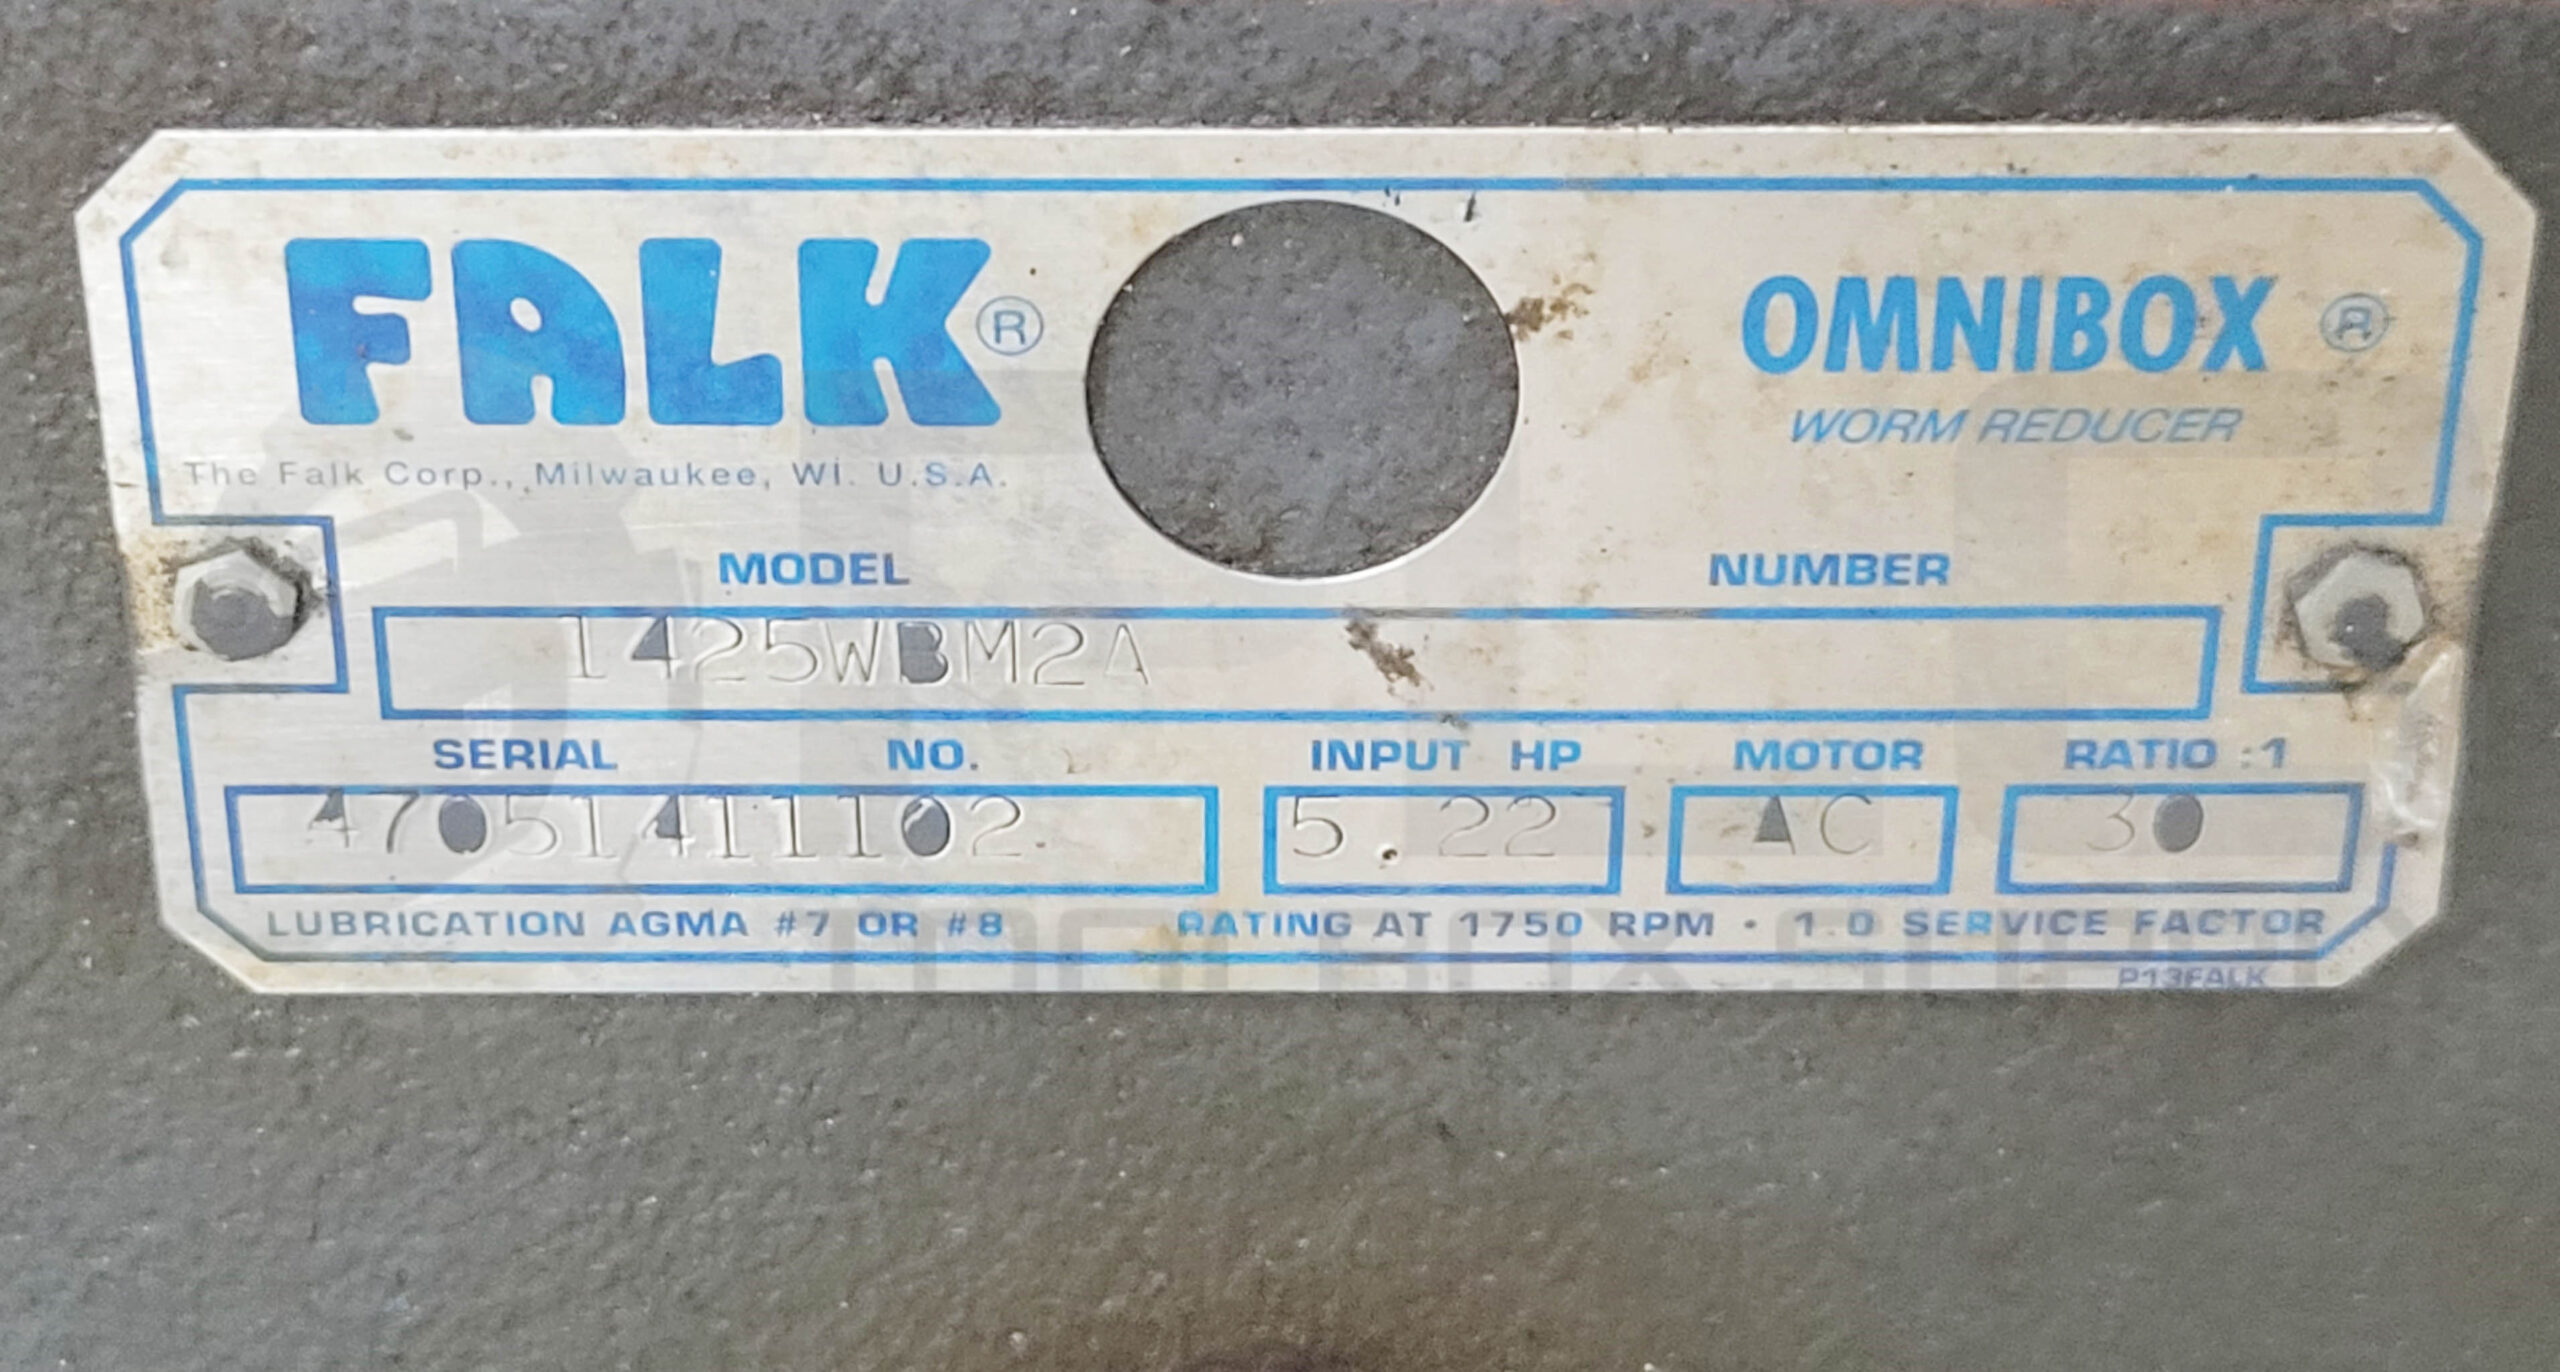 FALK® OMNIBOX®
WORM REDUCER
The Falk Corp., Milwaukee, WI. U.S.A.
MODEL NUMBER
1425WBM2A
SERIAL NO. INPUT HP MOTOR RATIO :1
47051411102 5.22 AC 30
LUBRICATION AGMA #7 OR #8 RATING AT 1750 RPM • 1.0 SERVICE FACTOR
P13FALK